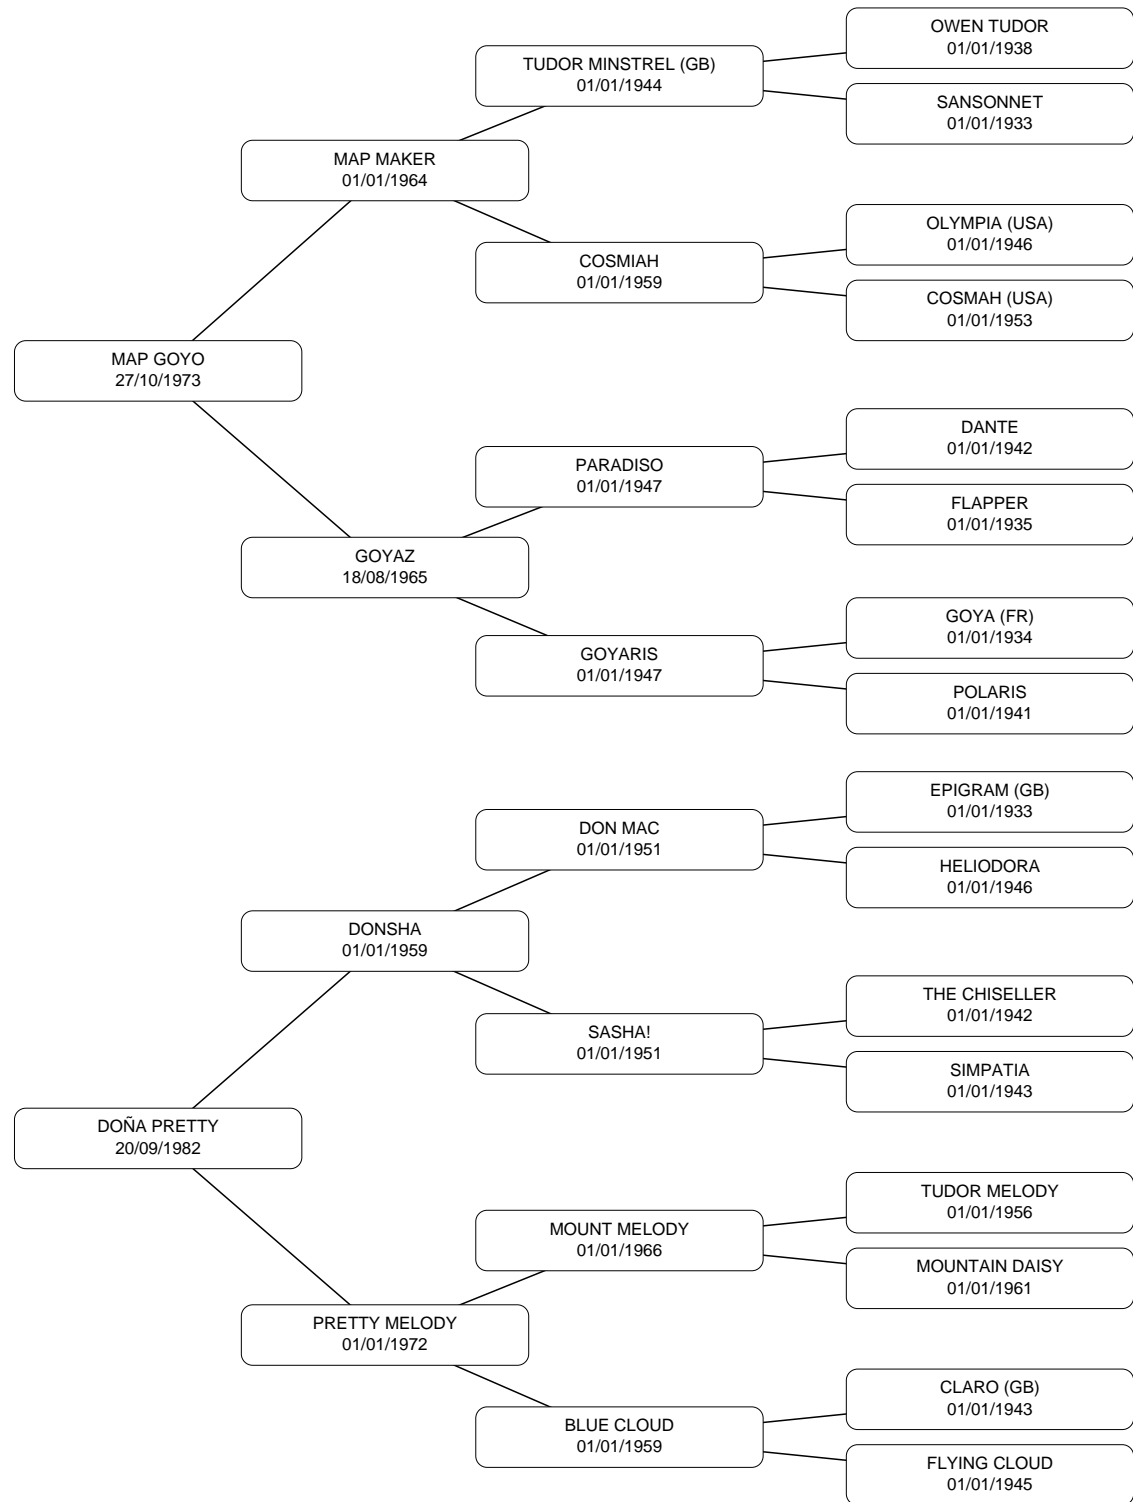 OWEN TUDOR
01/01/1938
TUDOR MINSTREL (GB)
01/01/1944
SANSONNET
01/01/1933
MAP MAKER
01/01/1964
OLYMPIA (USA)
01/01/1946
COSMIAH
01/01/1959
COSMAH (USA)
01/01/1953
MAP GOYO
27/10/1973
DANTE
01/01/1942
PARADISO
01/01/1947
FLAPPER
01/01/1935
GOYAZ
18/08/1965
GOYA (FR)
01/01/1934
GOYARIS
01/01/1947
POLARIS
01/01/1941
EPIGRAM (GB)
01/01/1933
DON MAC
01/01/1951
HELIODORA
01/01/1946
DONSHA
01/01/1959
THE CHISELLER
01/01/1942
SASHA!
01/01/1951
SIMPATIA
01/01/1943
DOÑA PRETTY
20/09/1982
TUDOR MELODY
01/01/1956
MOUNT MELODY
01/01/1966
MOUNTAIN DAISY
01/01/1961
PRETTY MELODY
01/01/1972
CLARO (GB)
01/01/1943
BLUE CLOUD
01/01/1959
FLYING CLOUD
01/01/1945